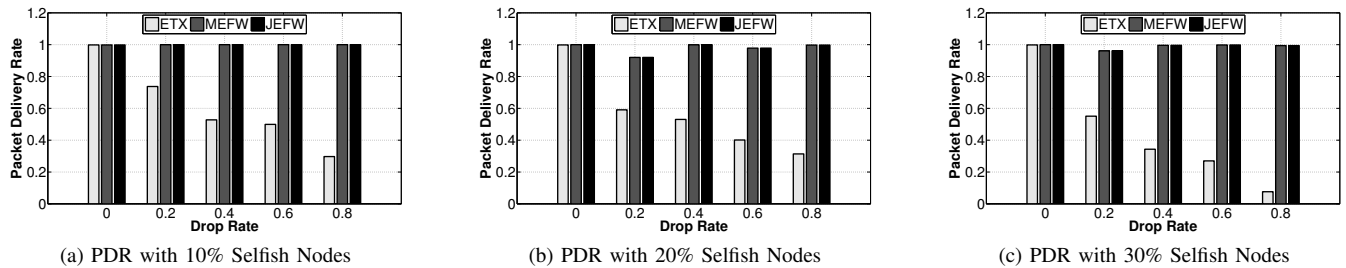 ETX MEFW JEFW
Packet Delivery Rate
1.2
1
0.8
0.6
0.4
0.2
0
0 0.2 0.4 0.6 0.8
Drop Rate
(a) PDR with 10% Selfish Nodes
ETX MEFW JEFW
Packet Delivery Rate
1.2
1
0.8
0.6
0.4
0.2
0
0 0.2 0.4 0.6 0.8
Drop Rate
(b) PDR with 20% Selfish Nodes
ETX MEFW JEFW
Packet Delivery Rate
1.2
1
0.8
0.6
0.4
0.2
0
0 0.2 0.4 0.6 0.8
Drop Rate
(c) PDR with 30% Selfish Nodes